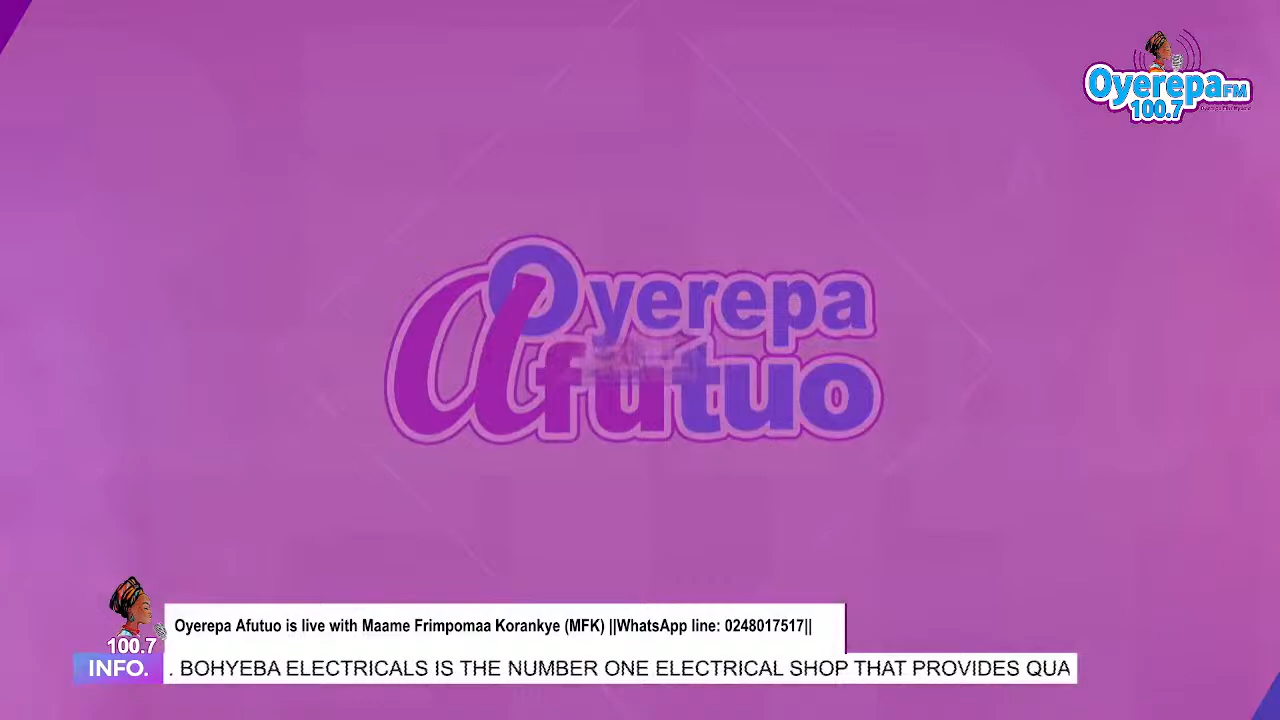 Oyerepa FM
100.7
Oyerepa
Afutuo
100.7
INFO.
Oyerepa Afutuo is live with Maame Frimpomaa Korankye (MFK) ||WhatsApp line: 0248017517||
. BOHYEBA ELECTRICALS IS THE NUMBER ONE ELECTRICAL SHOP THAT PROVIDES QUA